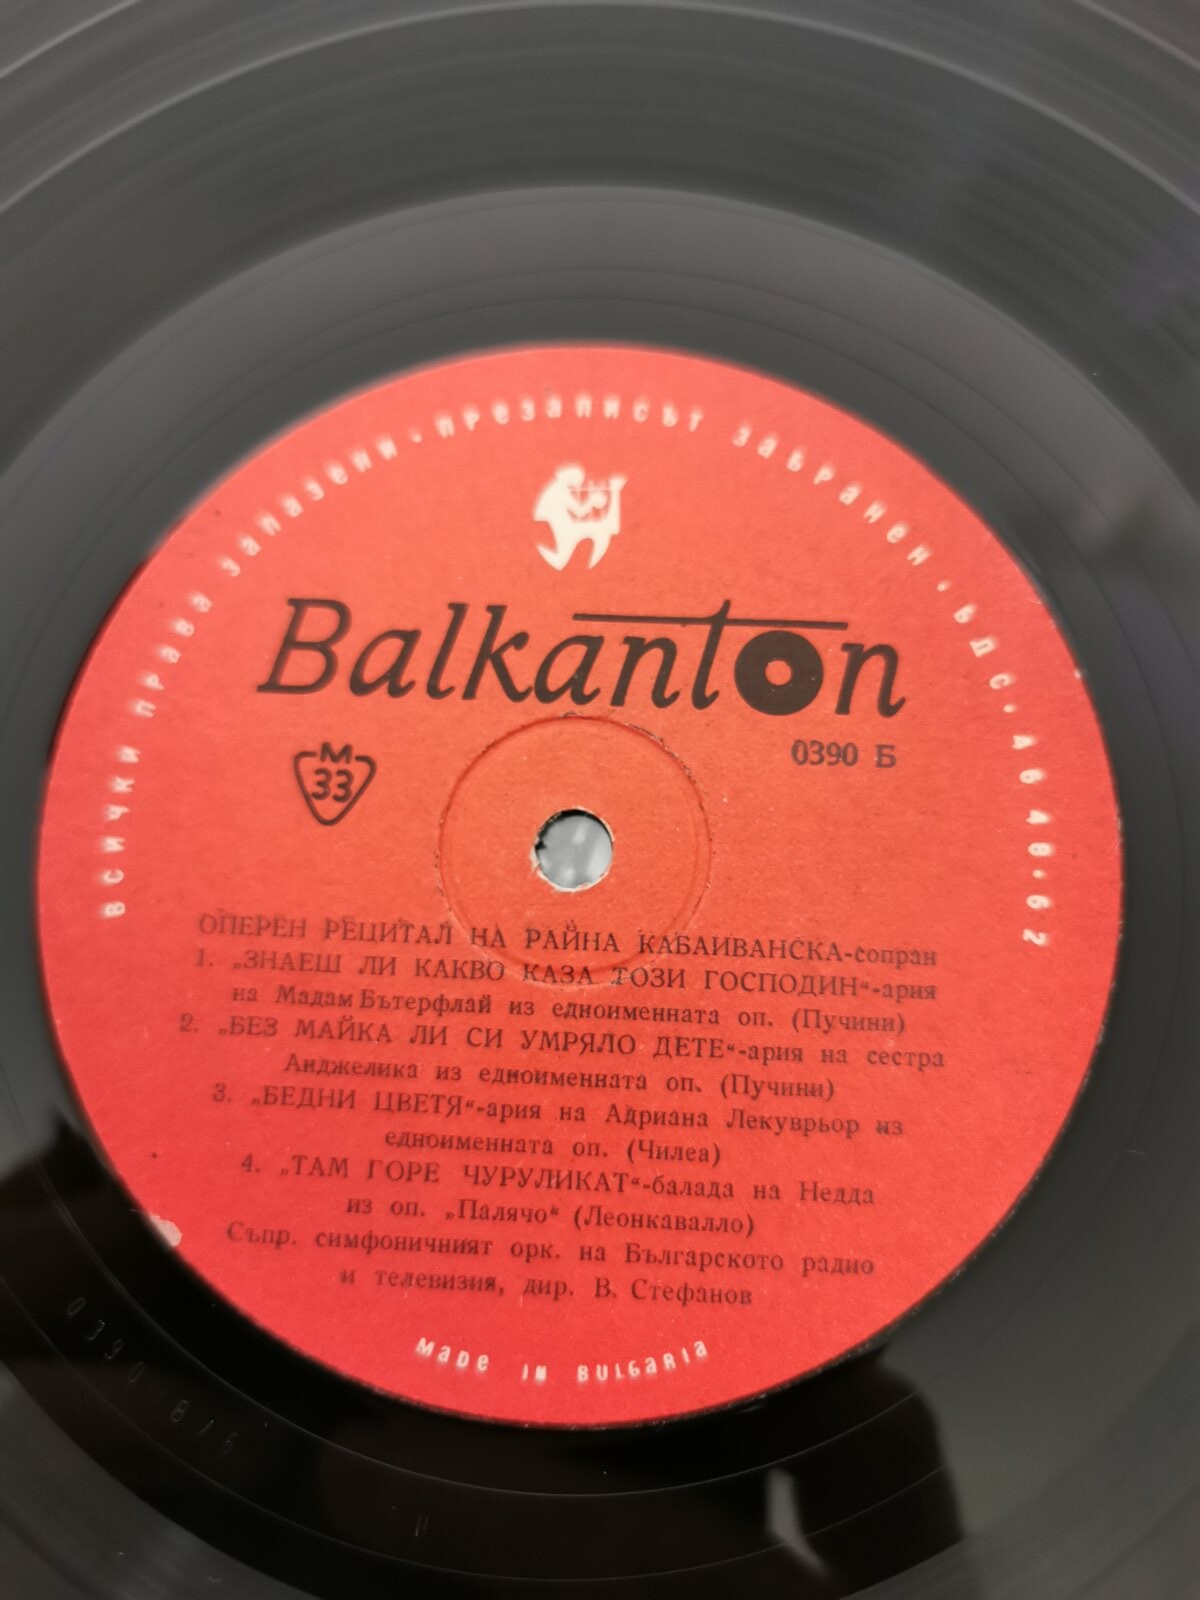 ВСИЧКИ ПРАВА ЗАПАЗЕНИ · ПРЕЗАПИСЪТ ЗАБРАНЕН · БДС · АБ 48·62
Balkanton
М
33
0390 Б
ОПЕРЕН РЕЦИТАЛ НА РАЙНА КАБАИВАНСКА-сопран
1. „ЗНАЕШ ЛИ КАКВО КАЗА ТОЗИ ГОСПОДИН“-ария
на Мадам Бътерфлай из едноименната оп. (Пучини)
2. „БЕЗ МАЙКА ЛИ СИ УМРЯЛО ДЕТЕ“-ария на сестра
Анджелика из едноименната оп. (Пучини)
3. „БЕДНИ ЦВЕТЯ“-ария на Адриана Лекуврьор из
едноименната оп. (Чилеа)
4. „ТАМ ГОРЕ ЧУРУЛИКАТ“-балада на Недда
из оп. „Палячо“ (Леонкавалло)
Съпр. симфоничният орк. на Българското радио
и телевизия, дир. В. Стефанов
MADE IN BULGARIA